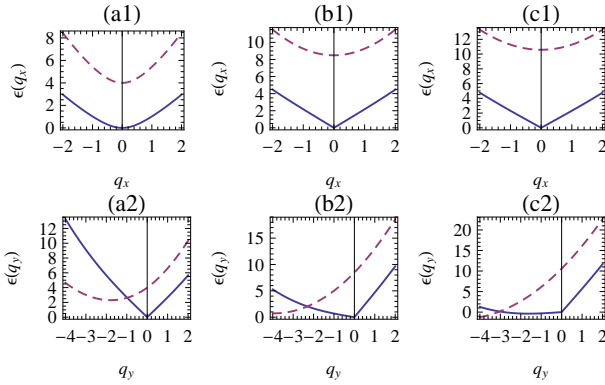 (a1) (b1) (c1)
ϵ(qx) 8 6 4 2 0 ϵ(qx) 10 8 6 4 2 0 ϵ(qx) 12 10 8 6 4 2 0
−2 −1 0 1 2 −2 −1 0 1 2 −2 −1 0 1 2
qx qx qx
(a2) (b2) (c2)
ϵ(qy) 12 10 8 6 4 2 0 ϵ(qy) 15 10 5 0 ϵ(qy) 20 15 10 5 0
−4−3−2−1 0 1 2 −4−3−2−1 0 1 2 −4−3−2−1 0 1 2
qy qy qy